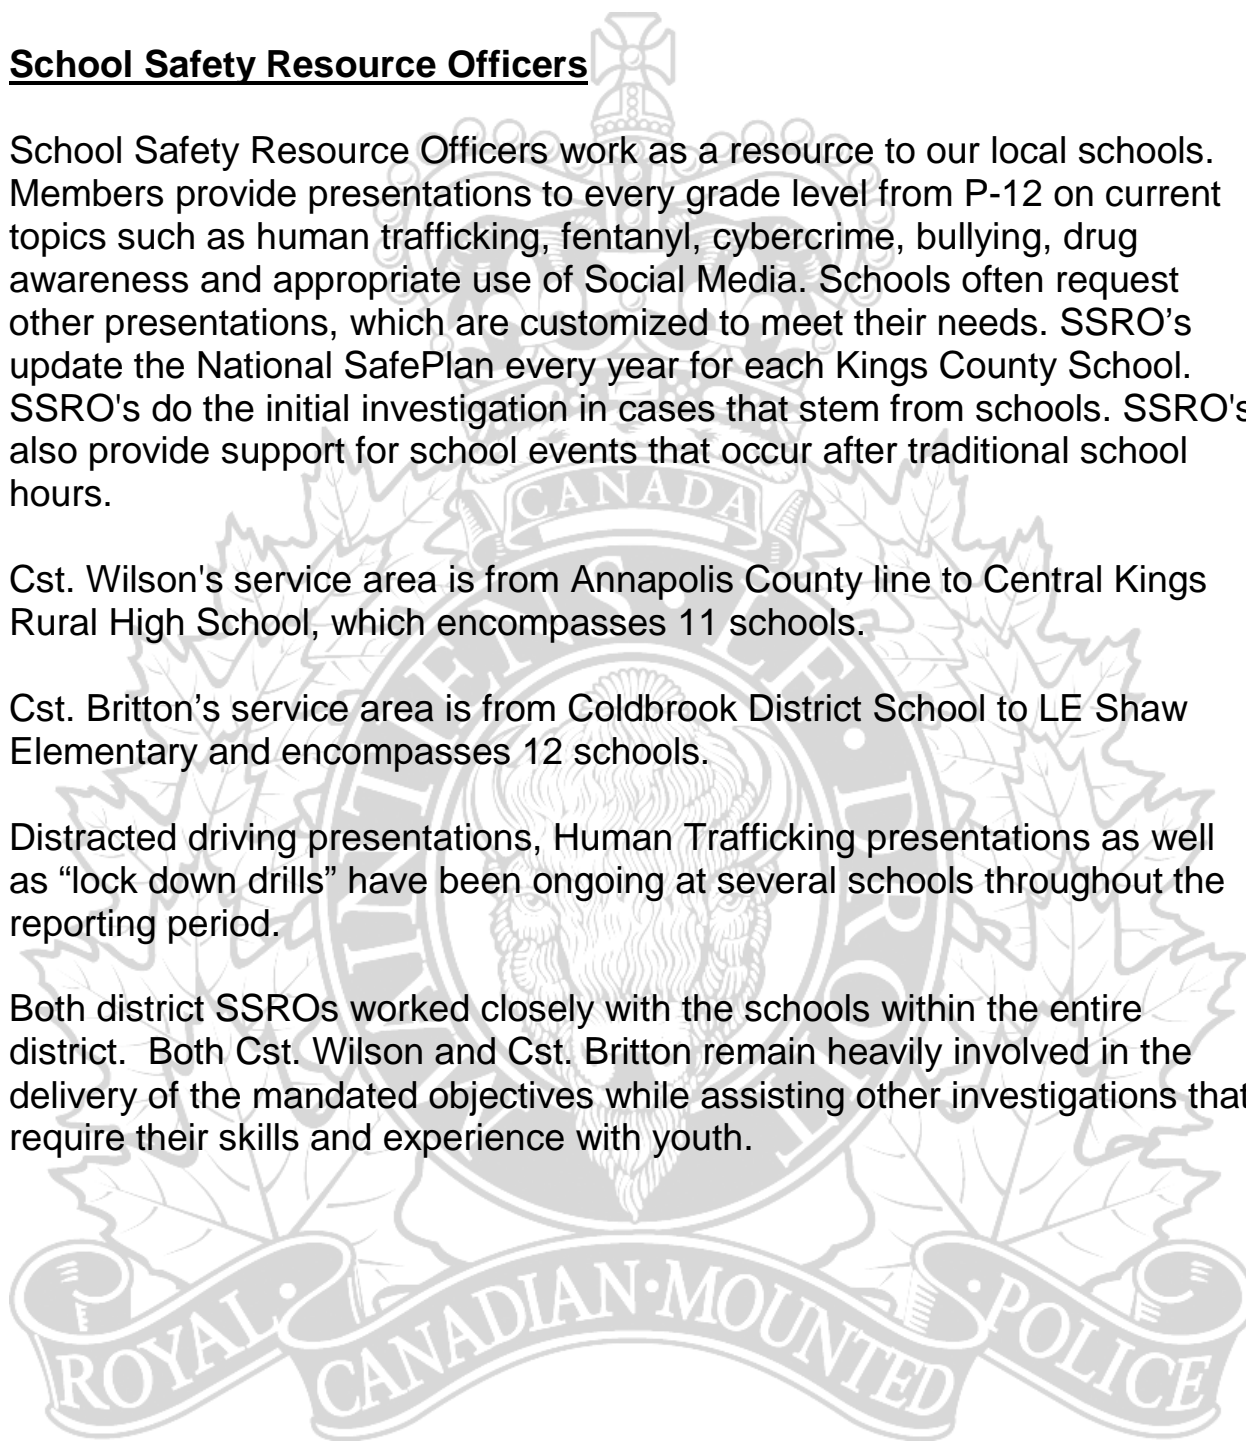 School Safety Resource Officers
School Safety Resource Officers work as a resource to our local schools.
Members provide presentations to every grade level from P-12 on current
topics such as human trafficking, fentanyl, cybercrime, bullying, drug
awareness and appropriate use of Social Media. Schools often request
other presentations, which are customized to meet their needs. SSRO’s
update the National SafePlan every year for each Kings County School.
SSRO's do the initial investigation in cases that stem from schools. SSRO's
also provide support for school events that occur after traditional school
hours.
Cst. Wilson's service area is from Annapolis County line to Central Kings
Rural High School, which encompasses 11 schools.
Cst. Britton’s service area is from Coldbrook District School to LE Shaw
Elementary and encompasses 12 schools.
Distracted driving presentations, Human Trafficking presentations as well
as “lock down drills” have been ongoing at several schools throughout the
reporting period.
Both district SSROs worked closely with the schools within the entire
district.  Both Cst. Wilson and Cst. Britton remain heavily involved in the
delivery of the mandated objectives while assisting other investigations that
require their skills and experience with youth.
CANADA
MAINTIENS LE DROIT
ROYAL · CANADIAN · MOUNTED · POLICE